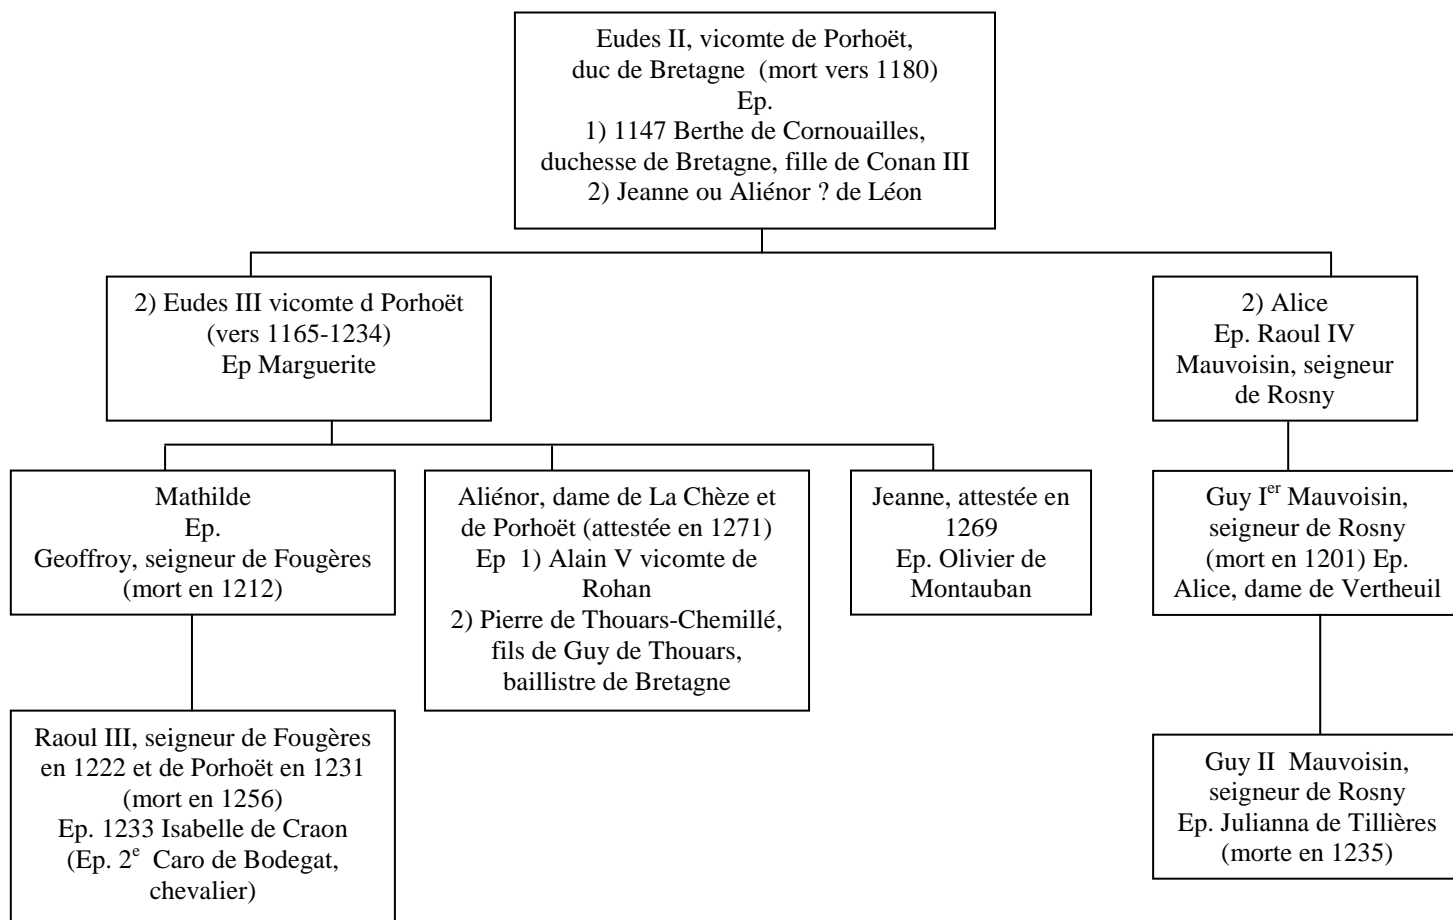 Eudes II, vicomte de Porhoët,
duc de Bretagne (mort vers 1180)
Ep.
1) 1147 Berthe de Cornouailles,
duchesse de Bretagne, fille de Conan III
2) Jeanne ou Aliénor ? de Léon
2) Eudes III vicomte d Porhoët
(vers 1165-1234)
Ep Marguerite
2) Alice
Ep. Raoul IV
Mauvoisin, seigneur
de Rosny
Mathilde
Ep.
Geoffroy, seigneur de Fougères
(mort en 1212)
Aliénor, dame de La Chèze et
de Porhoët (attestée en 1271)
Ep 1) Alain V vicomte de
Rohan
2) Pierre de Thouars-Chemillé,
fils de Guy de Thouars,
baillistre de Bretagne
Jeanne, attestée en
1269
Ep. Olivier de
Montauban
Guy Ier Mauvoisin,
seigneur de Rosny
(mort en 1201) Ep.
Alice, dame de Vertheuil
Raoul III, seigneur de Fougères
en 1222 et de Porhoët en 1231
(mort en 1256)
Ep. 1233 Isabelle de Craon
(Ep. 2e Caro de Bodegat,
chevalier)
Guy II Mauvoisin,
seigneur de Rosny
Ep. Julianna de Tillières
(morte en 1235)